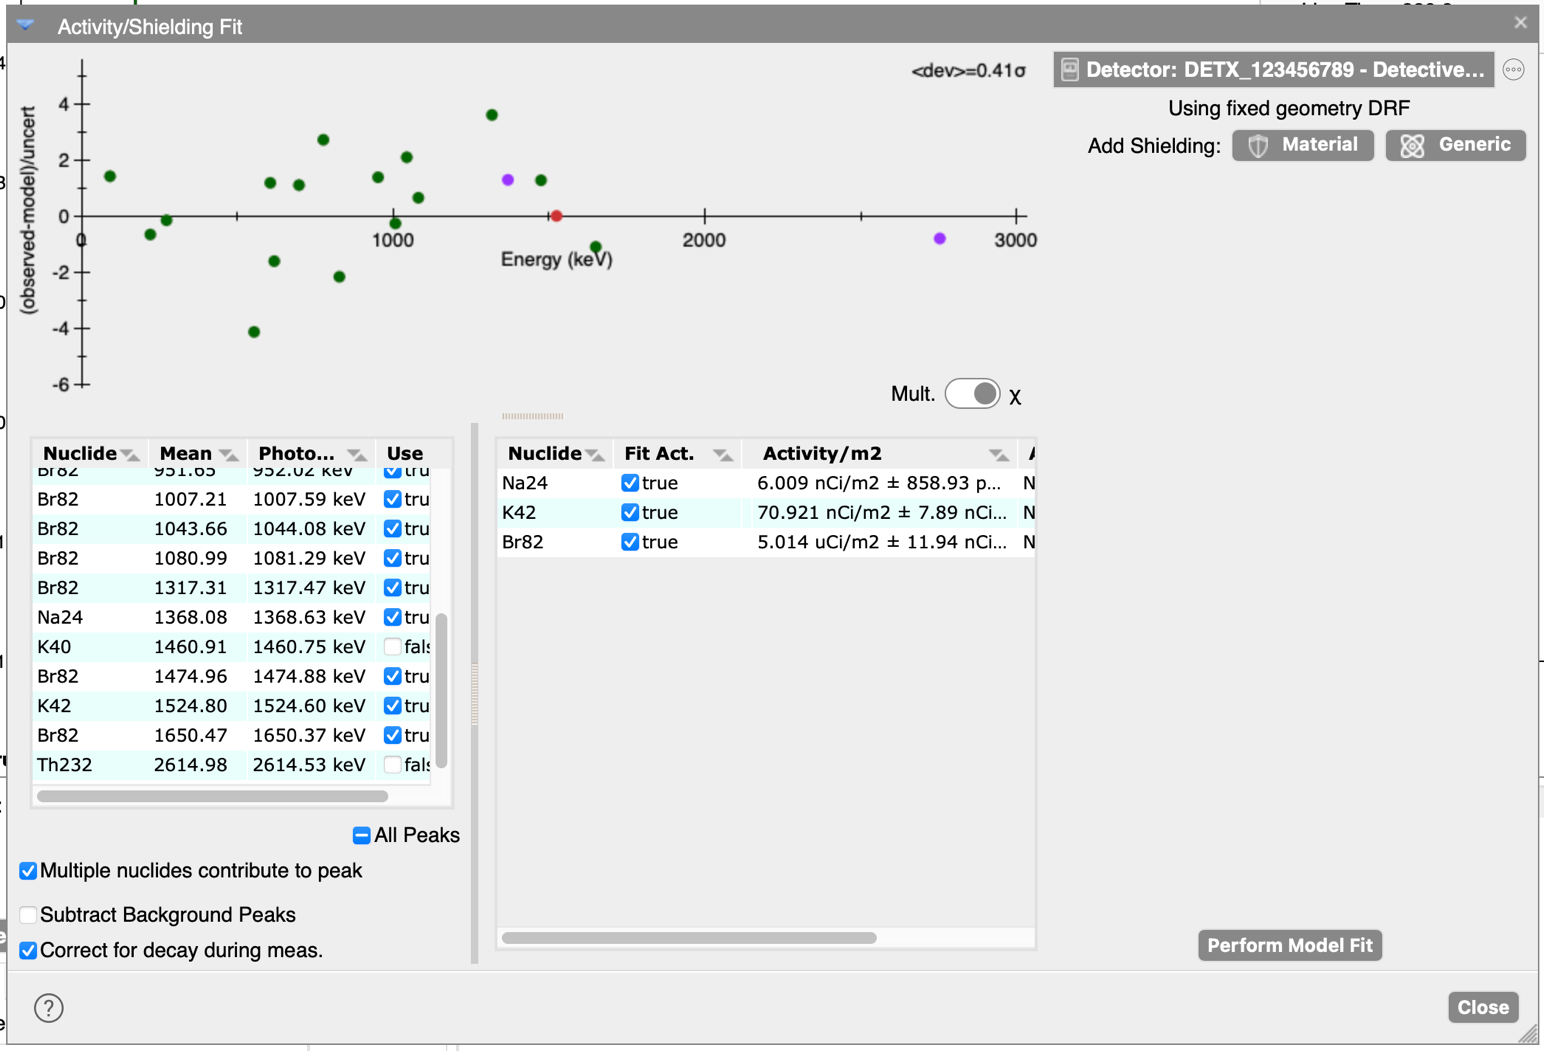 Activity/Shielding Fit
<dev>=0.41σ
Detector: DETX_123456789 - Detective...
Using fixed geometry DRF
Add Shielding: Material Generic
(observed-model)/uncert
4
2
0
-2
-4
-6
0 1000 2000 3000
Energy (keV)
Mult. X
Nuclide Mean Photo... Use
Br82 951.65 952.02 keV tru
Br82 1007.21 1007.59 keV tru
Br82 1043.66 1044.08 keV tru
Br82 1080.99 1081.29 keV tru
Br82 1317.31 1317.47 keV tru
Na24 1368.08 1368.63 keV tru
K40 1460.91 1460.75 keV fals
Br82 1474.96 1474.88 keV tru
K42 1524.80 1524.60 keV tru
Br82 1650.47 1650.37 keV tru
Th232 2614.98 2614.53 keV fals
All Peaks
Multiple nuclides contribute to peak
Subtract Background Peaks
Correct for decay during meas.
Nuclide Fit Act. Activity/m2
Na24 true 6.009 nCi/m2 ± 858.93 p... N
K42 true 70.921 nCi/m2 ± 7.89 nCi... N
Br82 true 5.014 uCi/m2 ± 11.94 nCi... N
Perform Model Fit
?
Close